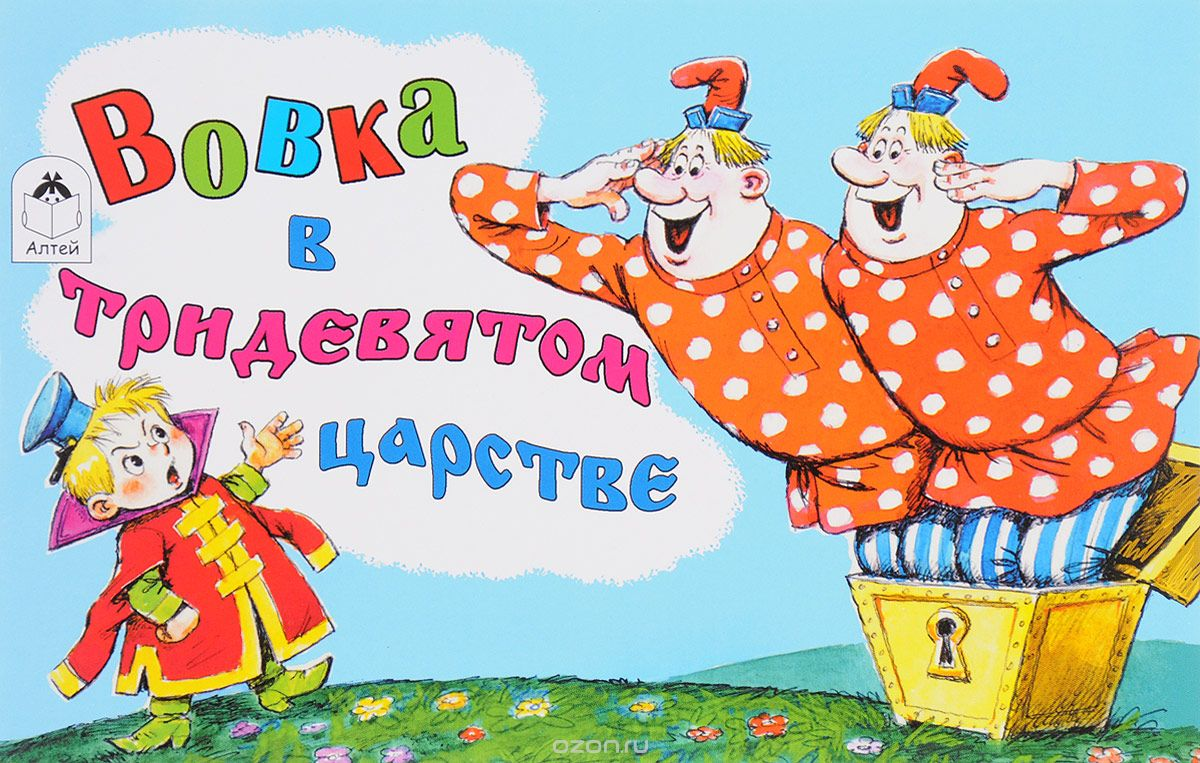 Вовка
в
тридевятом
царстве
Алтей
ozon.ru